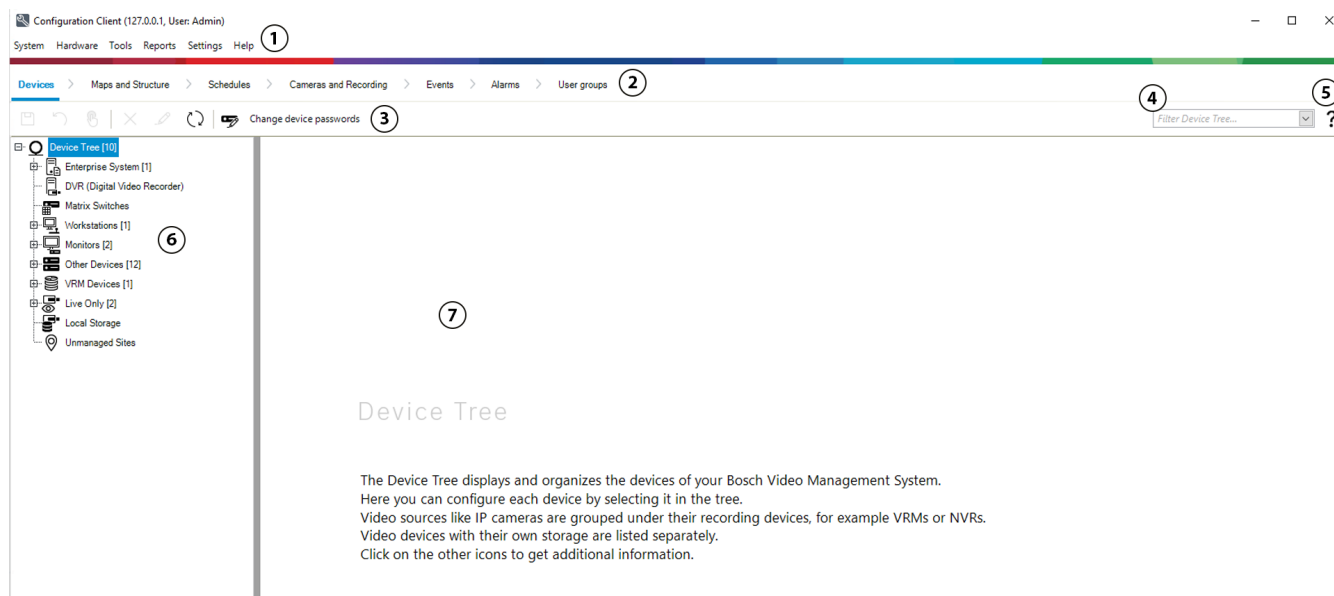 Configuration Client (127.0.0.1, User: Admin)
System Hardware Tools Reports Settings Help 1
Devices > Maps and Structure > Schedules > Cameras and Recording > Events > Alarms > User groups 2
Change device passwords 3
4
Filter Device Tree...
5
?
Device Tree [10]
Enterprise System [1]
DVR (Digital Video Recorder)
Matrix Switches
Workstations [1]
Monitors [2]
6
Other Devices [12]
VRM Devices [1]
Live Only [2]
Local Storage
Unmanaged Sites
7
Device Tree
The Device Tree displays and organizes the devices of your Bosch Video Management System.
Here you can configure each device by selecting it in the tree.
Video sources like IP cameras are grouped under their recording devices, for example VRMs or NVRs.
Video devices with their own storage are listed separately.
Click on the other icons to get additional information.